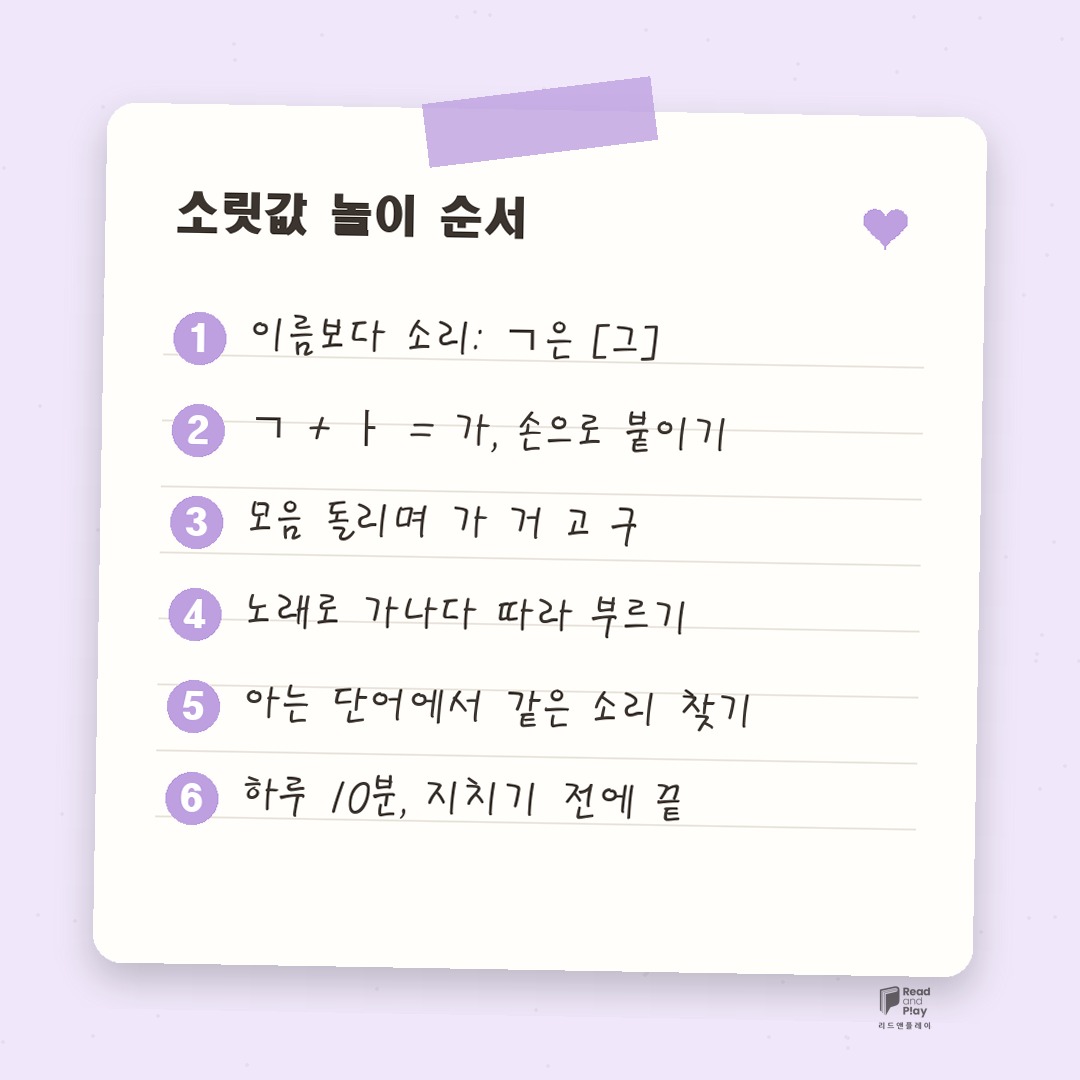 소릿값 놀이 순서
1 이름보다 소리: ㄱ은 [그]
2 ㄱ + ㅏ = 가, 손으로 붙이기
3 모음 돌리며 가 거 고 구
4 노래로 가나다 따라 부르기
5 아는 단어에서 같은 소리 찾기
6 하루 10분, 지치기 전에 끝
Read
and
Play
리드앤플레이